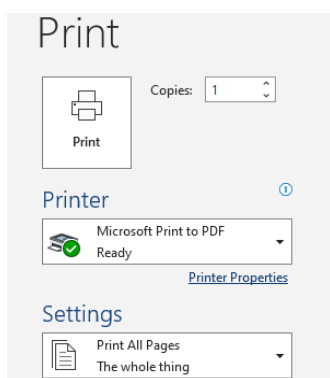 Print
Copies: 1
Print
Printer
Microsoft Print to PDF
Ready
Printer Properties
Settings
Print All Pages
The whole thing